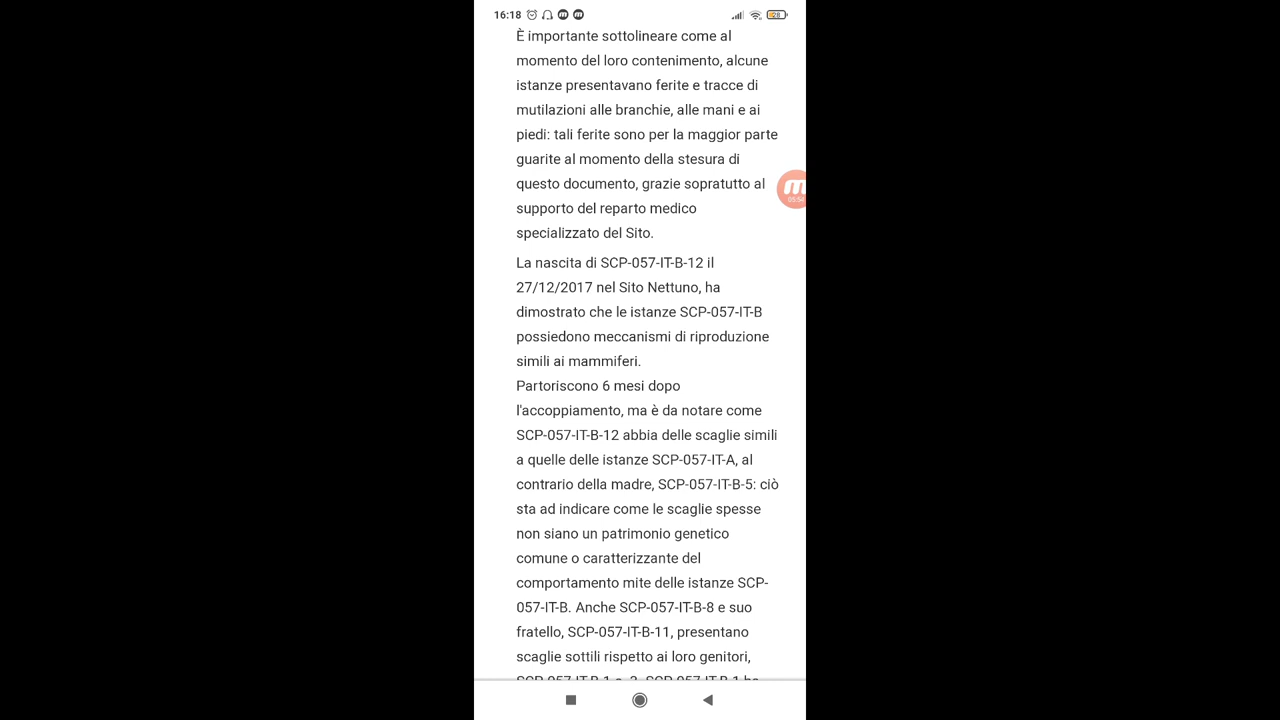 16:18
28
È importante sottolineare come al
momento del loro contenimento, alcune
istanze presentavano ferite e tracce di
mutilazioni alle branchie, alle mani e ai
piedi: tali ferite sono per la maggior parte
guarite al momento della stesura di
questo documento, grazie sopratutto al
supporto del reparto medico
specializzato del Sito.
05:54
La nascita di SCP-057-IT-B-12 il
27/12/2017 nel Sito Nettuno, ha
dimostrato che le istanze SCP-057-IT-B
possiedono meccanismi di riproduzione
simili ai mammiferi.
Partoriscono 6 mesi dopo
l'accoppiamento, ma è da notare come
SCP-057-IT-B-12 abbia delle scaglie simili
a quelle delle istanze SCP-057-IT-A, al
contrario della madre, SCP-057-IT-B-5: ciò
sta ad indicare come le scaglie spesse
non siano un patrimonio genetico
comune o caratterizzante del
comportamento mite delle istanze SCP-
057-IT-B. Anche SCP-057-IT-B-8 e suo
fratello, SCP-057-IT-B-11, presentano
scaglie sottili rispetto ai loro genitori,